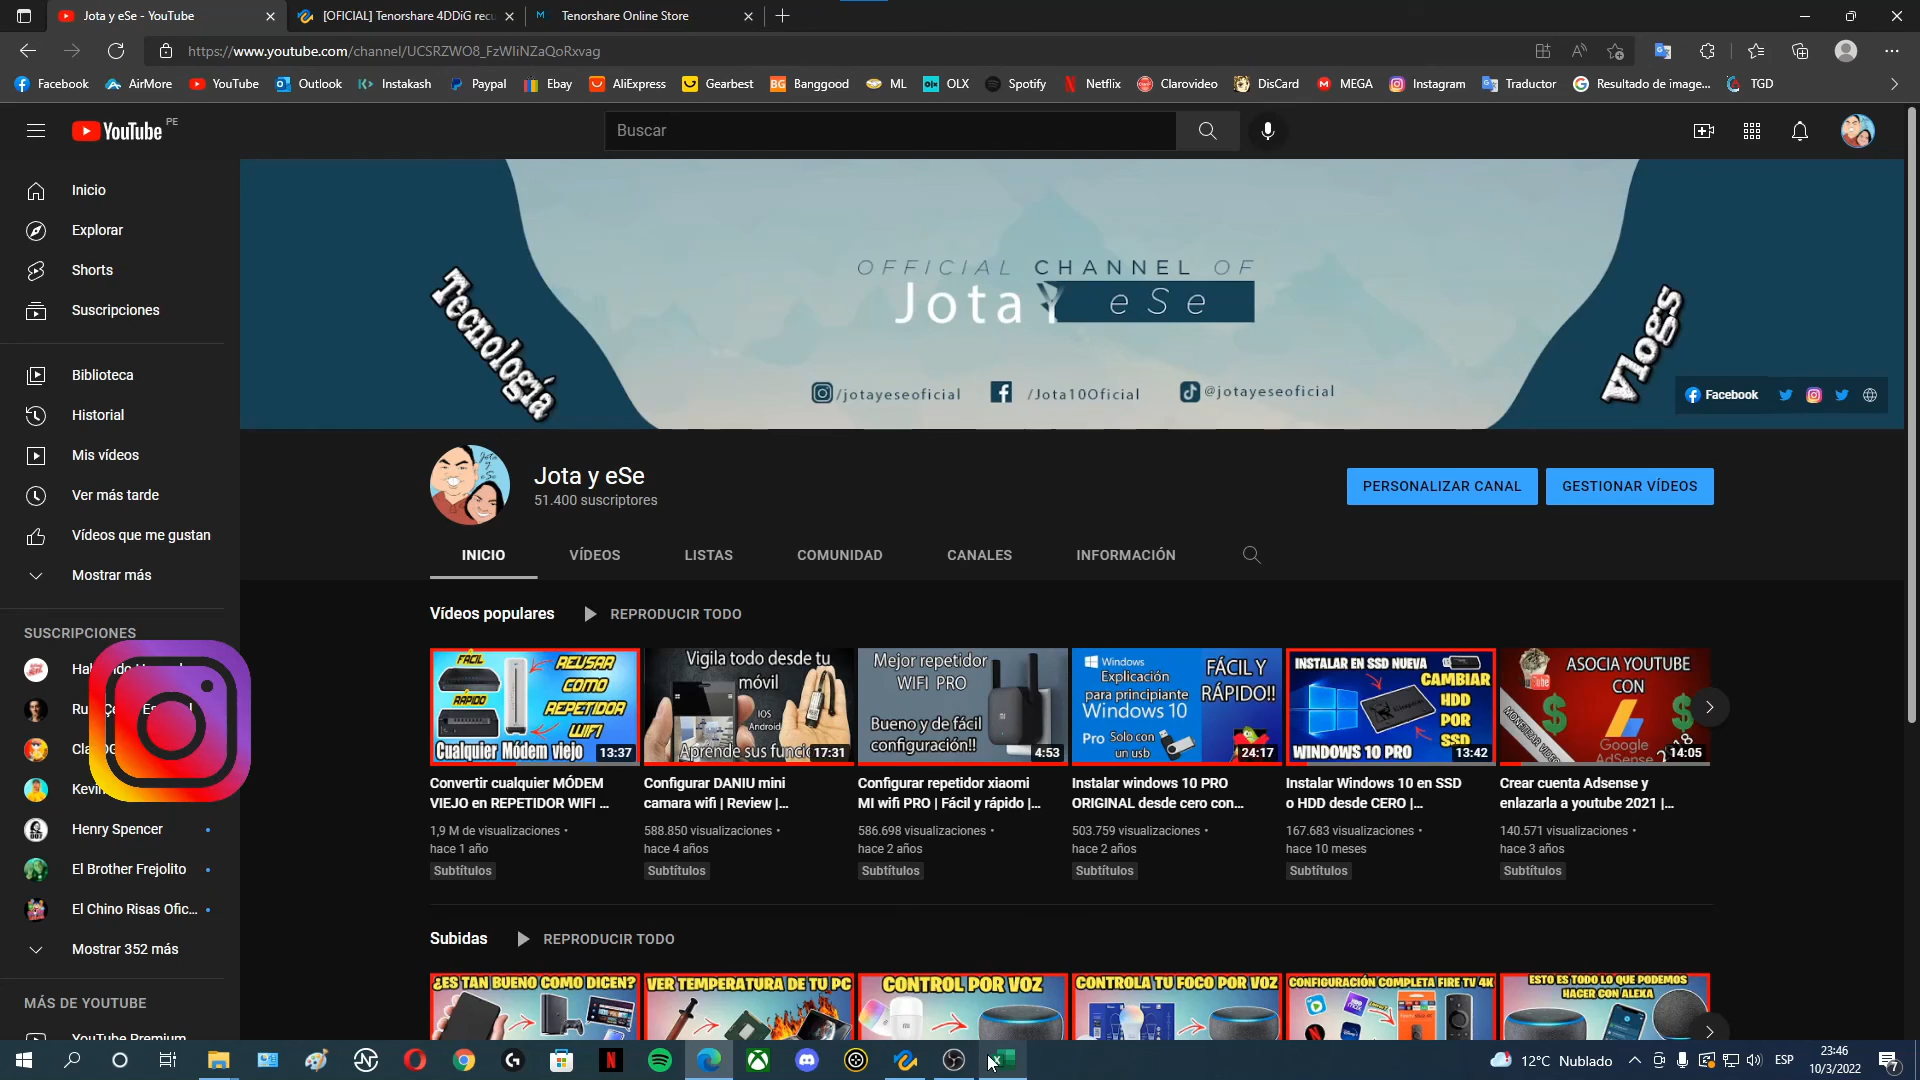 Jota y eSe - YouTube
[OFICIAL] Tenorshare 4DDiG recu
Tenorshare Online Store
https://www.youtube.com/channel/UCSRZWO8_FzWIiNZaQoRxvag
Facebook
AirMore
YouTube
Outlook
Instakash
Paypal
Ebay
AliExpress
Gearbest
BG Banggood
ML
OLX
Spotify
Netflix
Clarovideo
DisCard
MEGA
Instagram
Traductor
Resultado de image...
TGD
YouTube PE
Buscar
Inicio
Explorar
Shorts
Suscripciones
Biblioteca
Historial
Mis vídeos
Ver más tarde
Vídeos que me gustan
Mostrar más
SUSCRIPCIONES
Henry Spencer
El Brother Frejolito
El Chino Risas Ofic...
Mostrar 352 más
MÁS DE YOUTUBE
YouTube Premium
Tecnología
OFFICIAL CHANNEL OF
Jota Y eSe
/jotayeseoficial
/Jota10Oficial
@jotayeseoficial
Vlogs
Facebook
Jota y eSe
51.400 suscriptores
PERSONALIZAR CANAL
GESTIONAR VÍDEOS
INICIO
VÍDEOS
LISTAS
COMUNIDAD
CANALES
INFORMACIÓN
Vídeos populares
REPRODUCIR TODO
FÁCIL
RÁPIDO
REUSAR
COMO
REPETIDOR
WIFI
Cualquier Módem viejo
13:37
Convertir cualquier MÓDEM
VIEJO en REPETIDOR WIFI ...
1,9 M de visualizaciones •
hace 1 año
Subtítulos
Vigila todo desde tu
móvil
IOS
Android
Aprende sus funcio
17:31
Configurar DANIU mini
camara wifi | Review |...
588.850 visualizaciones •
hace 4 años
Subtítulos
Mejor repetidor
WIFI PRO
Bueno y de fácil
configuración!!
4:53
Configurar repetidor xiaomi
MI wifi PRO | Fácil y rápido |...
586.698 visualizaciones •
hace 2 años
Subtítulos
Windows
Explicación
para principiante
Windows 10
Pro
Solo con
un usb
FÁCIL Y
RÁPIDO!!
24:17
Instalar windows 10 PRO
ORIGINAL desde cero con...
503.759 visualizaciones •
hace 2 años
Subtítulos
INSTALAR EN SSD NUEVA
CAMBIAR
HDD
POR
SSD
WINDOWS 10 PRO
13:42
Instalar Windows 10 en SSD
o HDD desde CERO |...
167.683 visualizaciones •
hace 10 meses
Subtítulos
ASOCIA YOUTUBE
CON
Google
AdSense
14:05
Crear cuenta Adsense y
enlazarla a youtube 2021 |...
140.571 visualizaciones •
hace 3 años
Subtítulos
Subidas
REPRODUCIR TODO
¿ES TAN BUENO COMO DICEN?
VER TEMPERATURA DE TU PC
CONTROL POR VOZ
CONTROLA TU FOCO POR VOZ
CONFIGURACIÓN COMPLETA FIRE TV 4K
ESTO ES TODO LO QUE PODEMOS
HACER CON ALEXA
12°C Nublado
ESP
23:46
10/3/2022
7